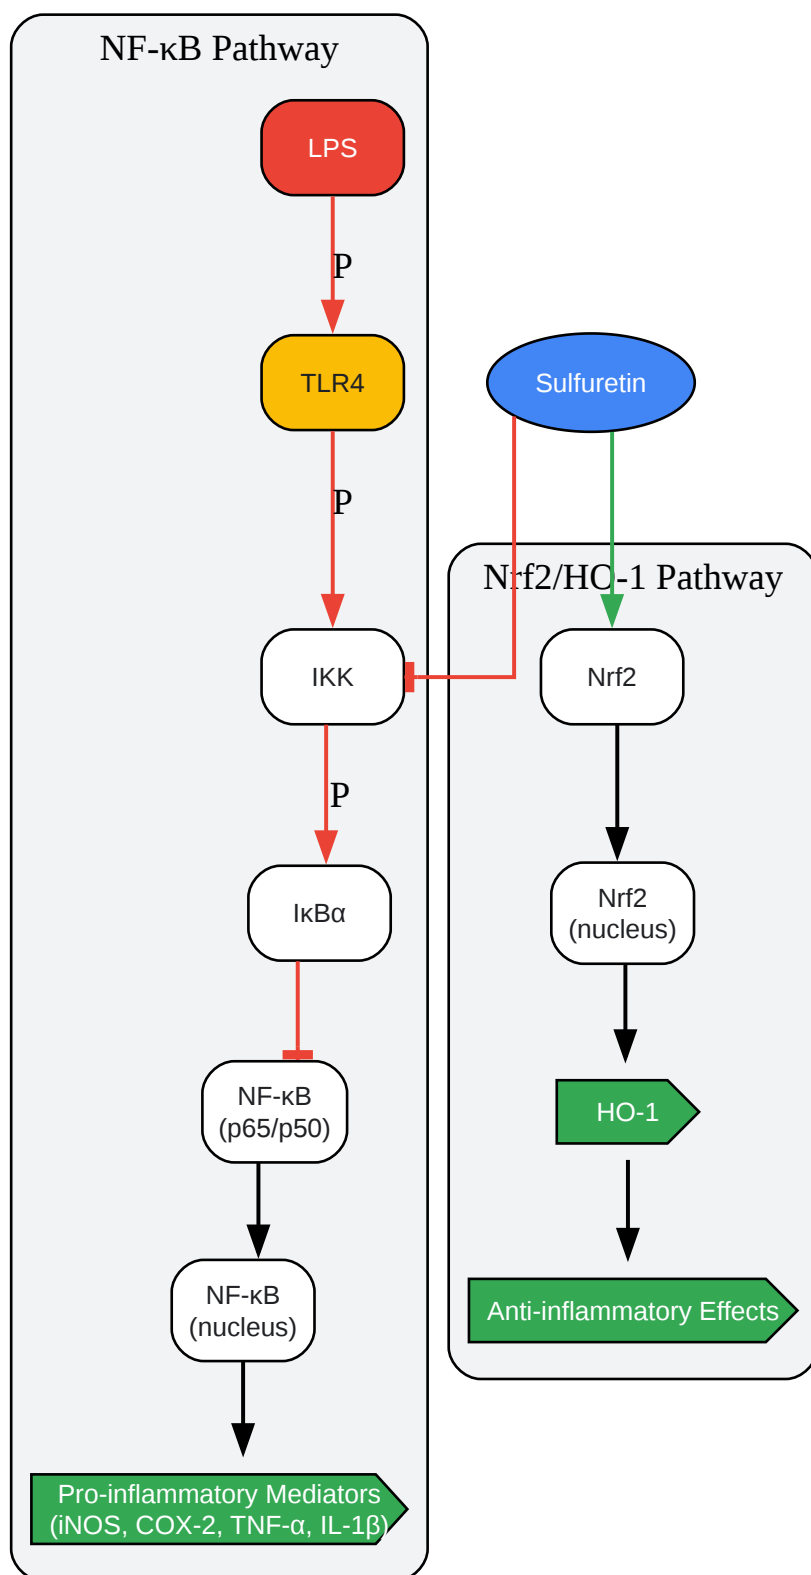 NF-κB Pathway
LPS
P
TLR4
P
IKK
P
IκBα
NF-κB
(p65/p50)
NF-κB
(nucleus)
Pro-inflammatory Mediators
(iNOS, COX-2, TNF-α, IL-1β)
Sulfuretin
Nrf2/HO-1 Pathway
Nrf2
Nrf2
(nucleus)
HO-1
Anti-inflammatory Effects